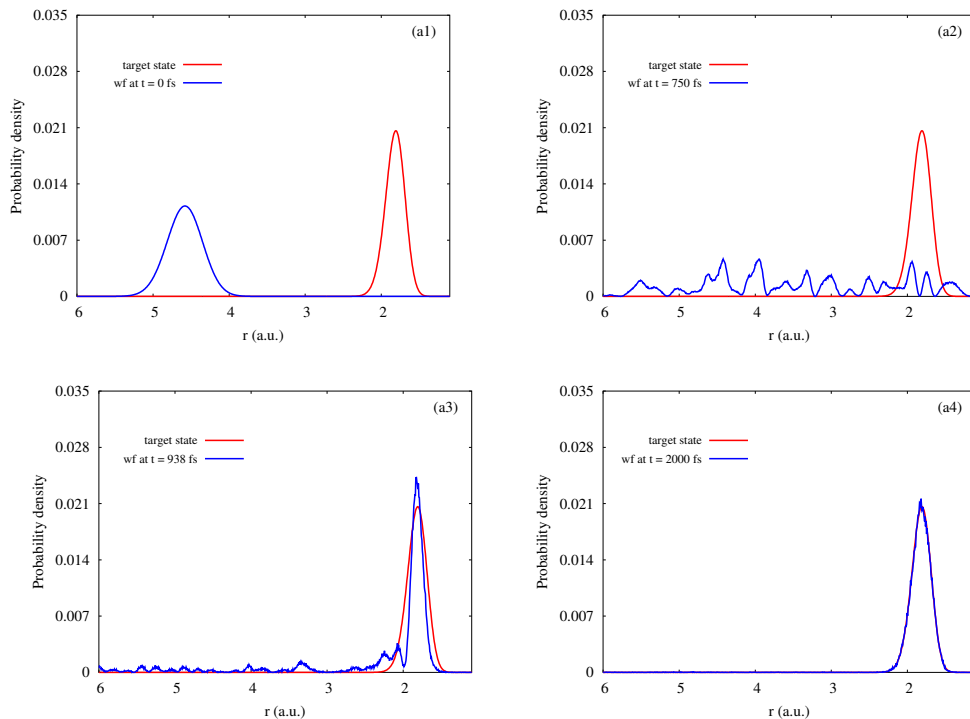 (a1)
target state
wf at t = 0 fs
Probability density
0.035
0.028
0.021
0.014
0.007
0
6
5
4
3
2
r (a.u.)
(a2)
target state
wf at t = 750 fs
Probability density
0.035
0.028
0.021
0.014
0.007
0
6
5
4
3
2
r (a.u.)
(a3)
target state
wf at t = 938 fs
Probability density
0.035
0.028
0.021
0.014
0.007
0
6
5
4
3
2
r (a.u.)
(a4)
target state
wf at t = 2000 fs
Probability density
0.035
0.028
0.021
0.014
0.007
0
6
5
4
3
2
r (a.u.)